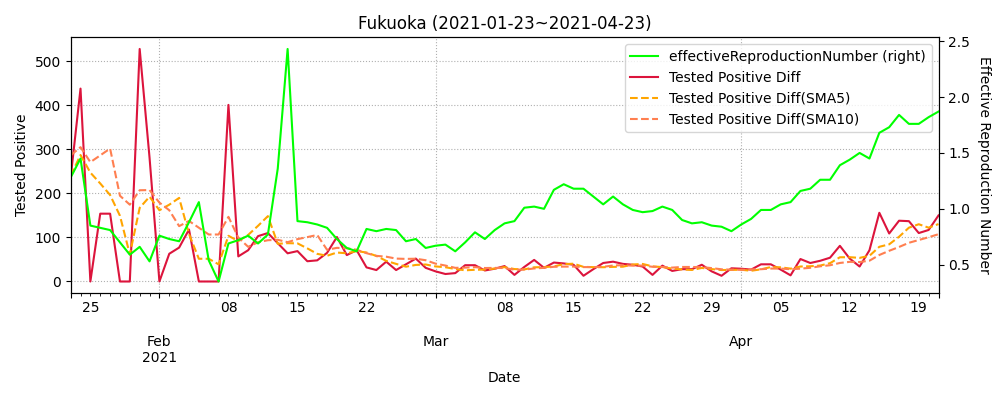 Fukuoka (2021-01-23~2021-04-23)
effectiveReproductionNumber (right)
Tested Positive Diff
Tested Positive Diff(SMA5)
Tested Positive Diff(SMA10)
Tested Positive
500
400
300
200
100
0
2.5
2.0
1.5
1.0
0.5
Effective Reproduction Number
25 08 15 22 08 15 22 29 05 12 19
Feb Mar Apr
2021
Date